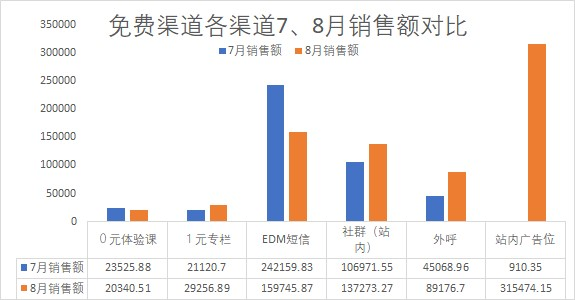 免费渠道各渠道7、8月销售额对比
7月销售额 8月销售额
350000
300000
250000
200000
150000
100000
50000
0
0元体验课 1元专栏 EDM短信 社群（站内） 外呼 站内广告位
7月销售额 23525.88 21120.7 242159.83 106971.55 45068.96 910.35
8月销售额 20340.51 29256.89 159745.87 137273.27 89176.7 315474.15